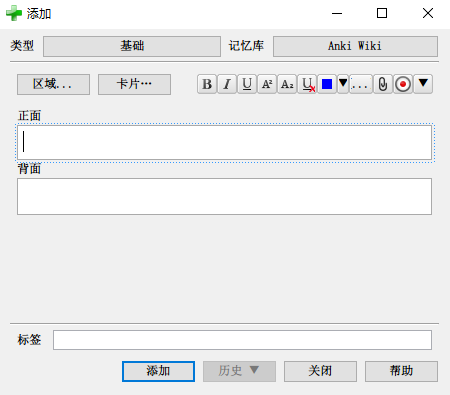 添加
类型 基础 记忆库 Anki Wiki
区域... 卡片… B I U A² A₂ U ...
正面
背面
标签
添加 历史 ▼ 关闭 帮助